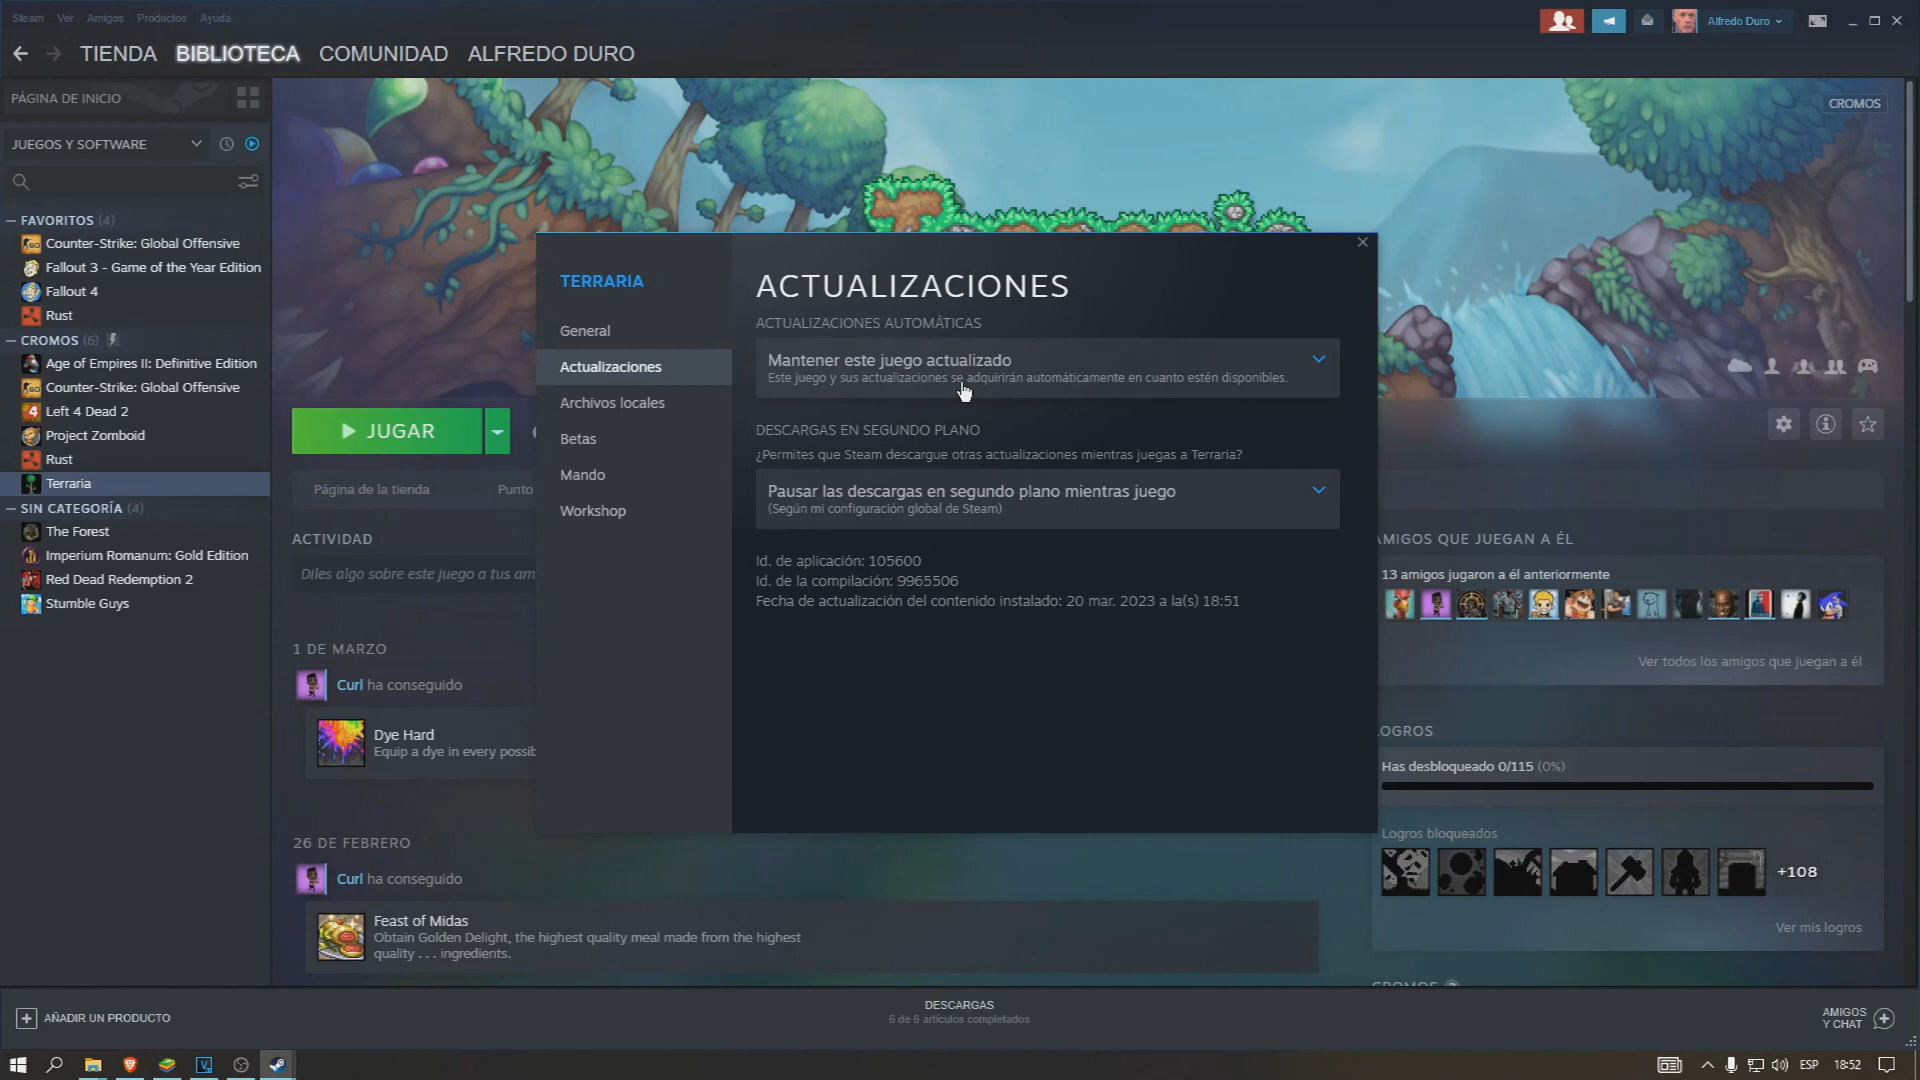 Steam Ver Amigos Productos Ayuda
Alfredo Duro
TIENDA BIBLIOTECA COMUNIDAD ALFREDO DURO
PÁGINA DE INICIO
CROMOS
JUEGOS Y SOFTWARE
FAVORITOS (4)
Counter-Strike: Global Offensive
Fallout 3 - Game of the Year Edition
Fallout 4
Rust
CROMOS (6)
Age of Empires II: Definitive Edition
Counter-Strike: Global Offensive
Left 4 Dead 2
Project Zomboid
Rust
Terraria
SIN CATEGORÍA (4)
The Forest
Imperium Romanum: Gold Edition
Red Dead Redemption 2
Stumble Guys
JUGAR
Página de la tienda
Punto
ACTIVIDAD
Diles algo sobre este juego a tus am
1 DE MARZO
Curl ha conseguido
Dye Hard
Equip a dye in every possib
26 DE FEBRERO
Curl ha conseguido
Feast of Midas
Obtain Golden Delight, the highest quality meal made from the highest
quality . . . ingredients.
TERRARIA
General
Actualizaciones
Archivos locales
Betas
Mando
Workshop
ACTUALIZACIONES
ACTUALIZACIONES AUTOMÁTICAS
Mantener este juego actualizado
Este juego y sus actualizaciones se adquirirán automáticamente en cuanto estén disponibles.
DESCARGAS EN SEGUNDO PLANO
¿Permites que Steam descargue otras actualizaciones mientras juegas a Terraria?
Pausar las descargas en segundo plano mientras juego
(Según mi configuración global de Steam)
Id. de aplicación: 105600
Id. de la compilación: 9965506
Fecha de actualización del contenido instalado: 20 mar. 2023 a la(s) 18:51
AMIGOS QUE JUEGAN A ÉL
13 amigos jugaron a él anteriormente
Ver todos los amigos que juegan a él
LOGROS
Has desbloqueado 0/115 (0%)
Logros bloqueados
+108
Ver mis logros
CROMOS
AÑADIR UN PRODUCTO
DESCARGAS
6 de 6 artículos completados
AMIGOS
Y CHAT
ESP 18:52